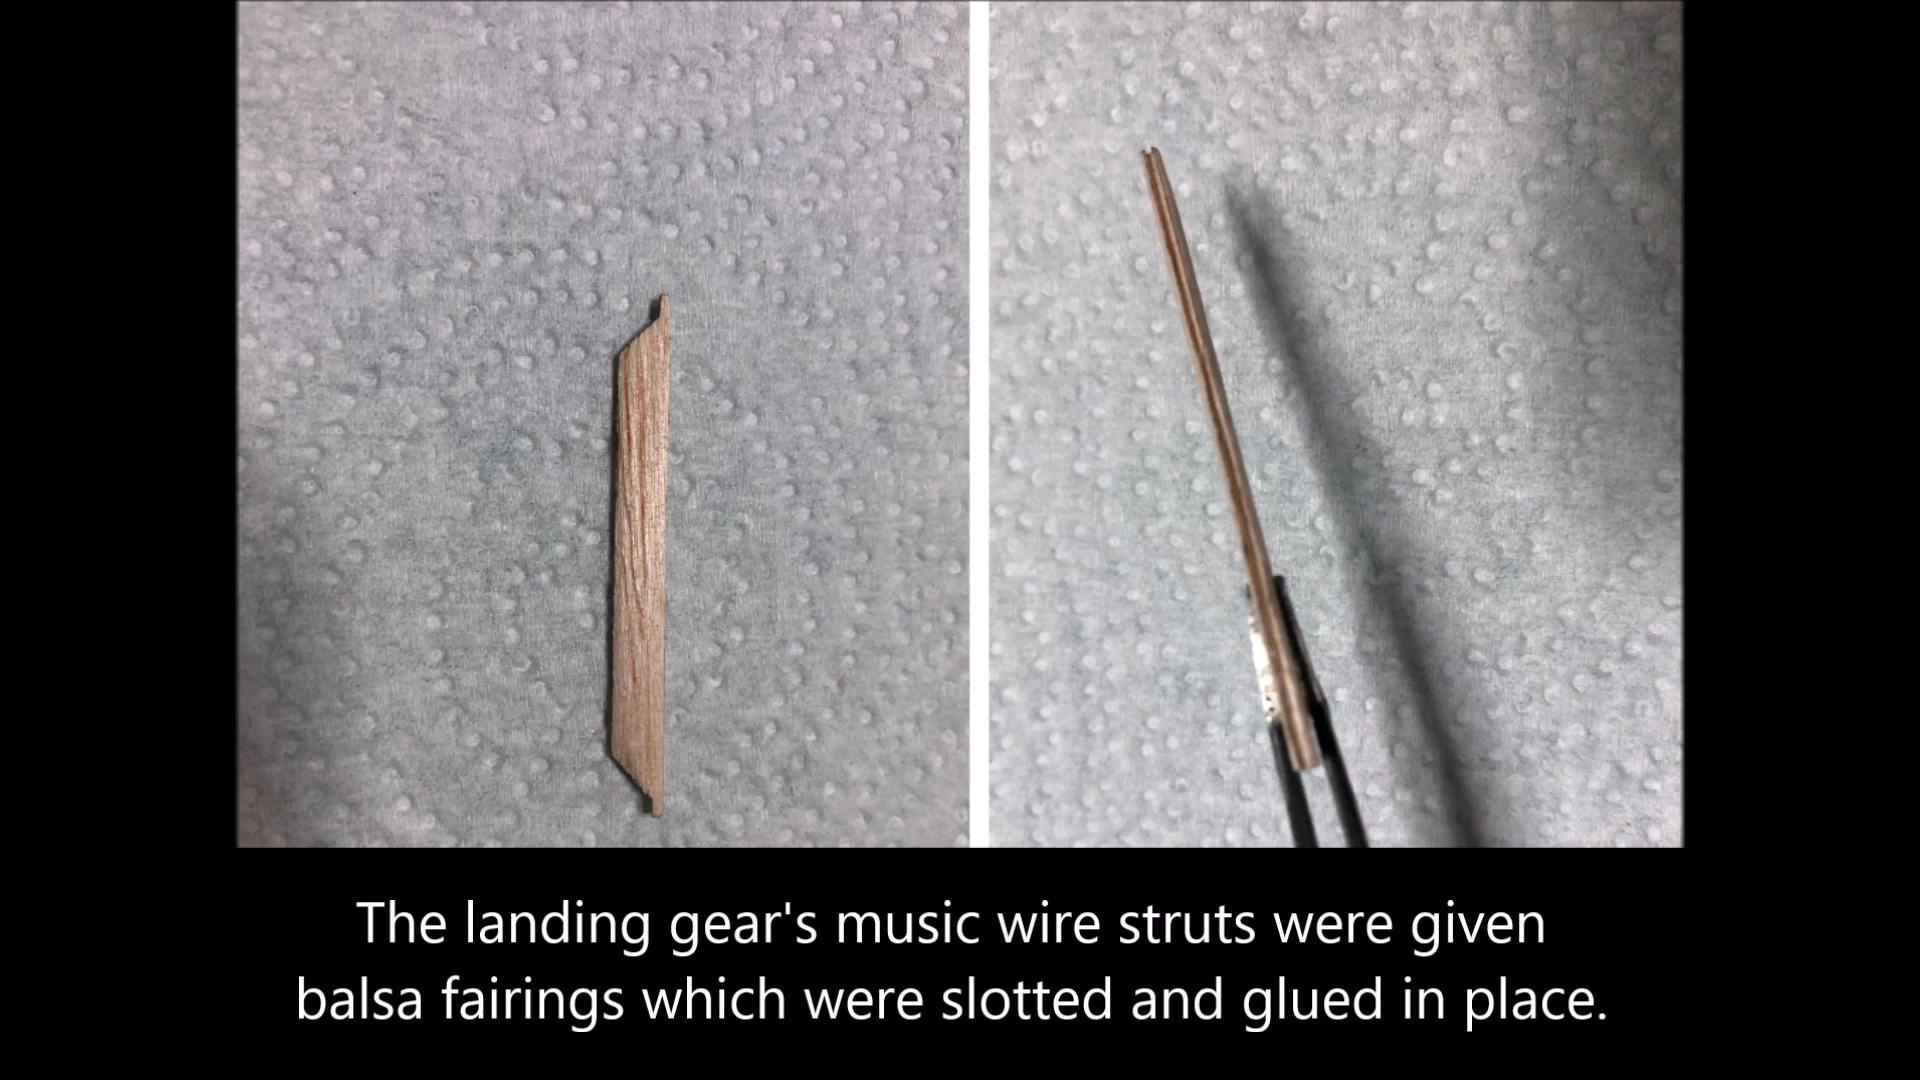 The landing gear's music wire struts were given
balsa fairings which were slotted and glued in place.